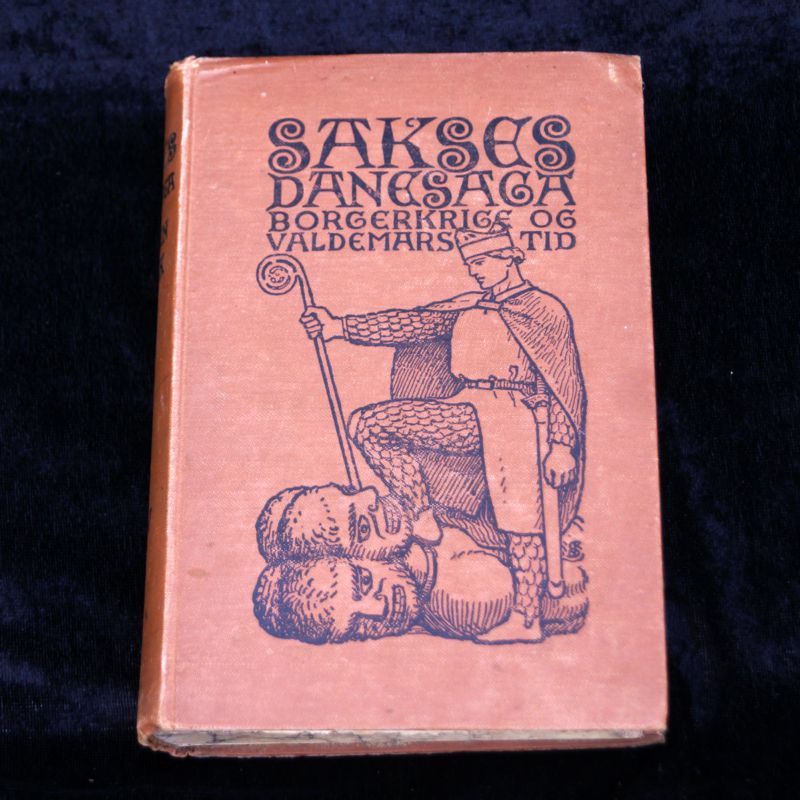 SAKSES
DANESAGA
BORGERKRIGE OG
VALDEMARS TID